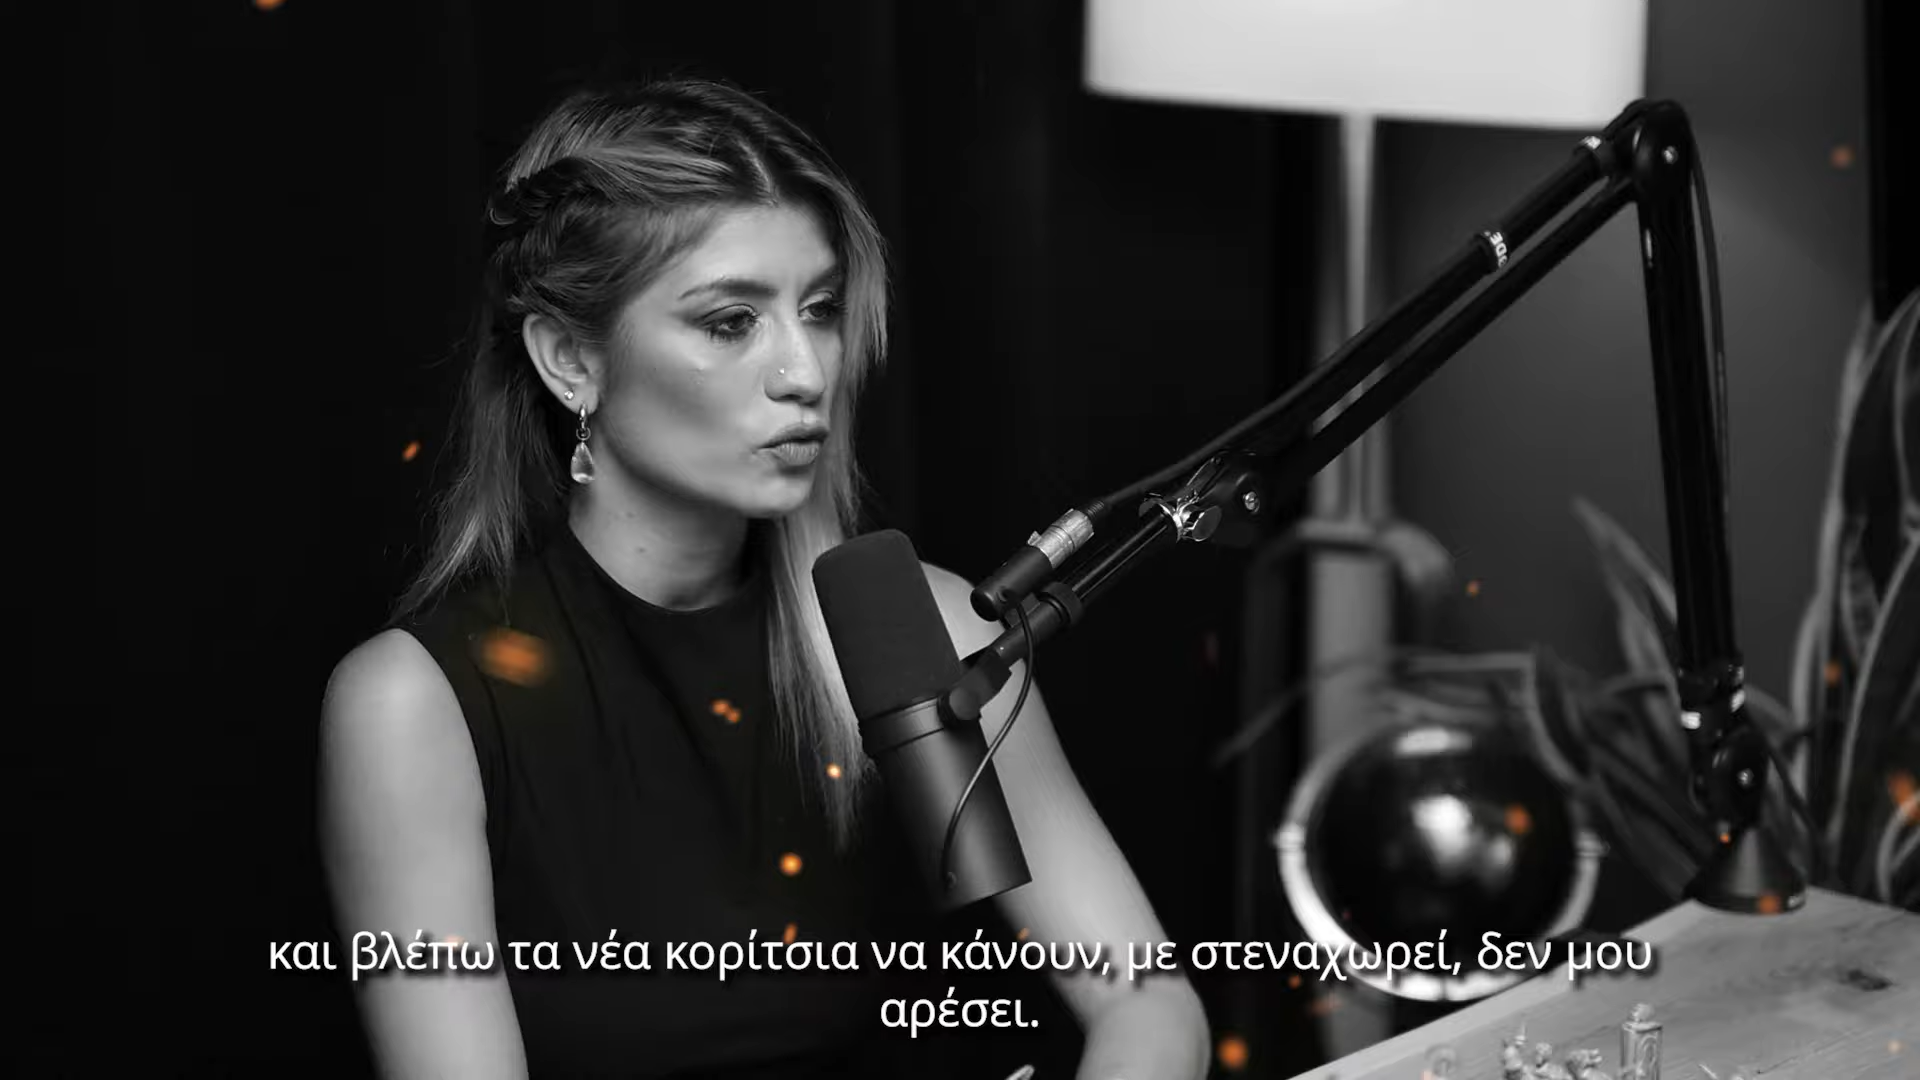 και βλέπω τα νέα κορίτσια να κάνουν, με στεναχωρεί, δεν μου
αρέσει.